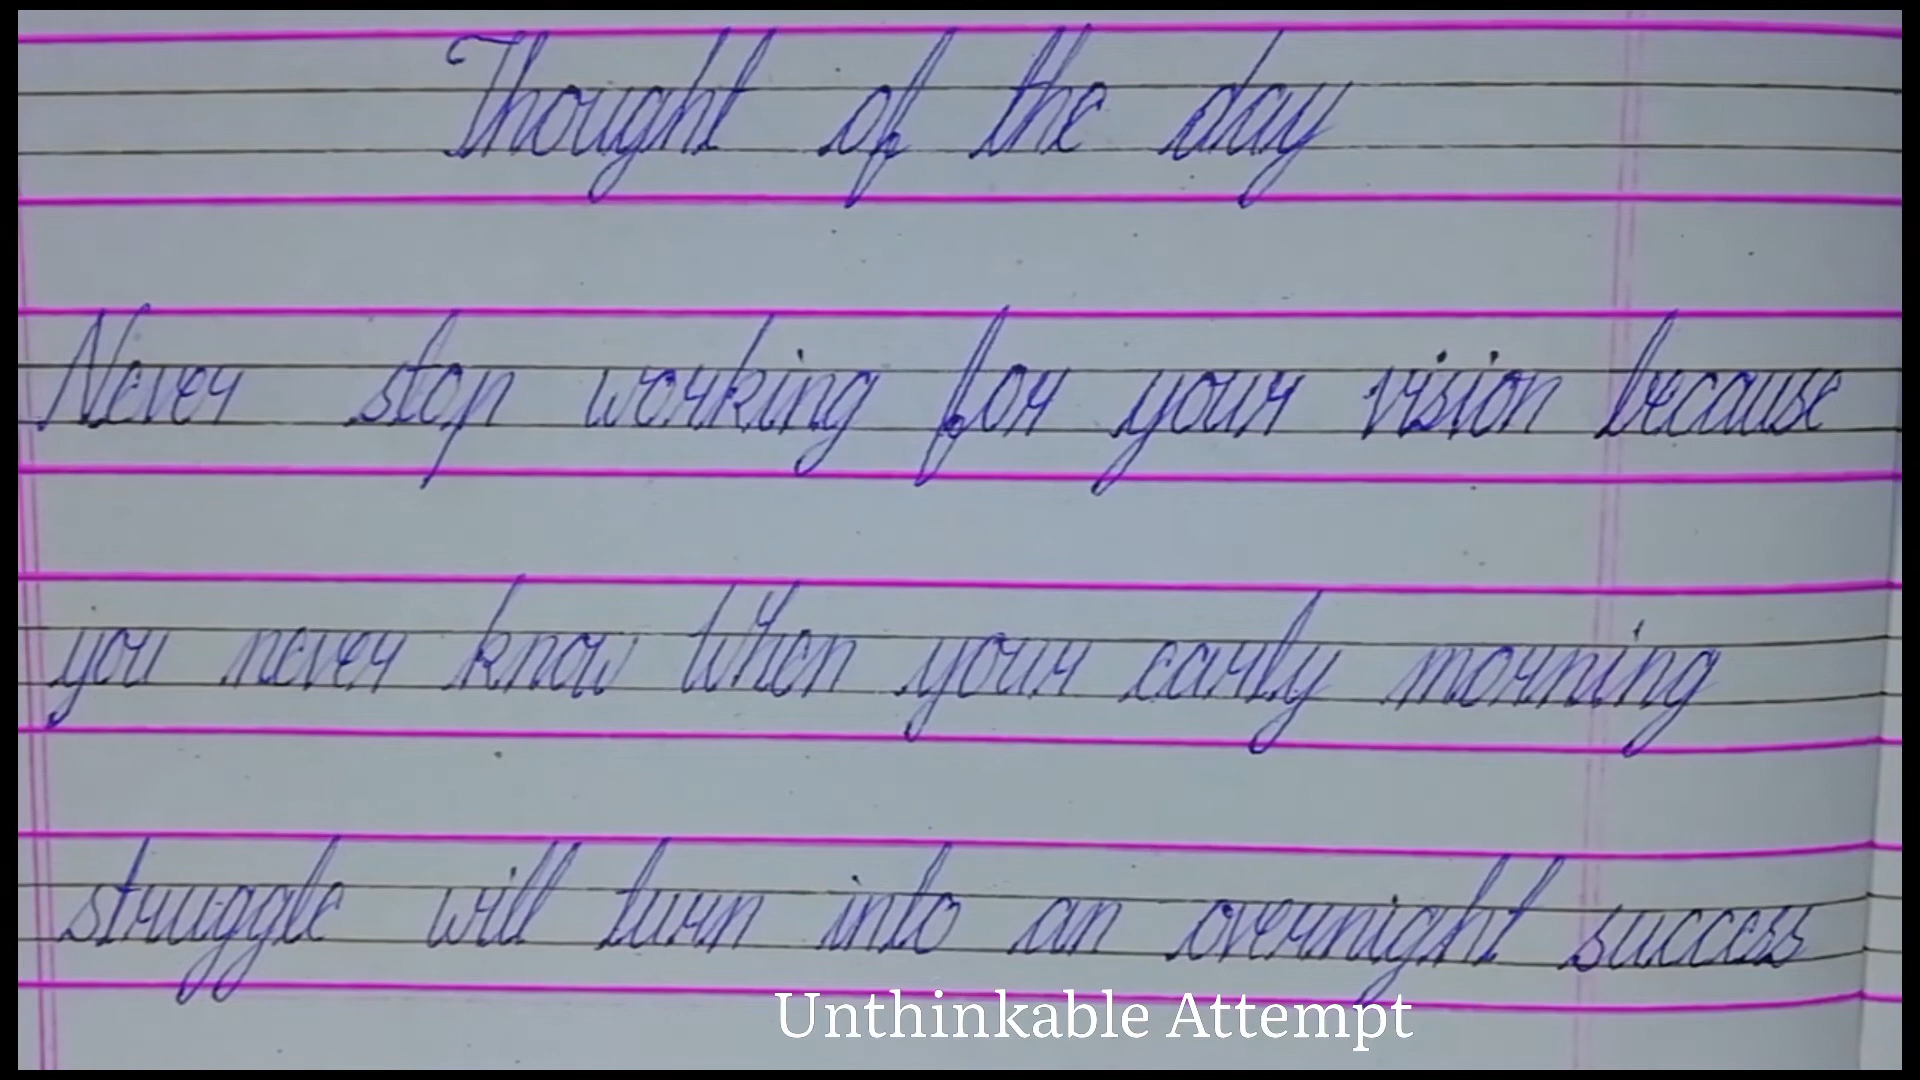 Thought of the day
Never stop working for your vision because
you never know when your early morning
struggle will turn into an overnight success
Unthinkable Attempt